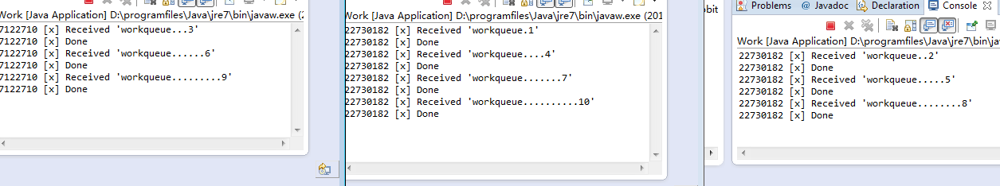 Work [Java Application] D:\programfiles\Java\jre7\bin\javaw.exe (2
7122710 [x] Received 'workqueue...3'
7122710 [x] Done
7122710 [x] Received 'workqueue......6'
7122710 [x] Done
7122710 [x] Received 'workqueue.........9'
7122710 [x] Done
Work [Java Application] D:\programfiles\Java\jre7\bin\javaw.exe (201
22730182 [x] Received 'workqueue.1'
22730182 [x] Done
22730182 [x] Received 'workqueue....4'
22730182 [x] Done
22730182 [x] Received 'workqueue.......7'
22730182 [x] Done
22730182 [x] Received 'workqueue..........10'
22730182 [x] Done
bbit
Problems @ Javadoc Declaration Console
Work [Java Application] D:\programfiles\Java\jre7\bin\jav
22730182 [x] Received 'workqueue..2'
22730182 [x] Done
22730182 [x] Received 'workqueue.....5'
22730182 [x] Done
22730182 [x] Received 'workqueue........8'
22730182 [x] Done